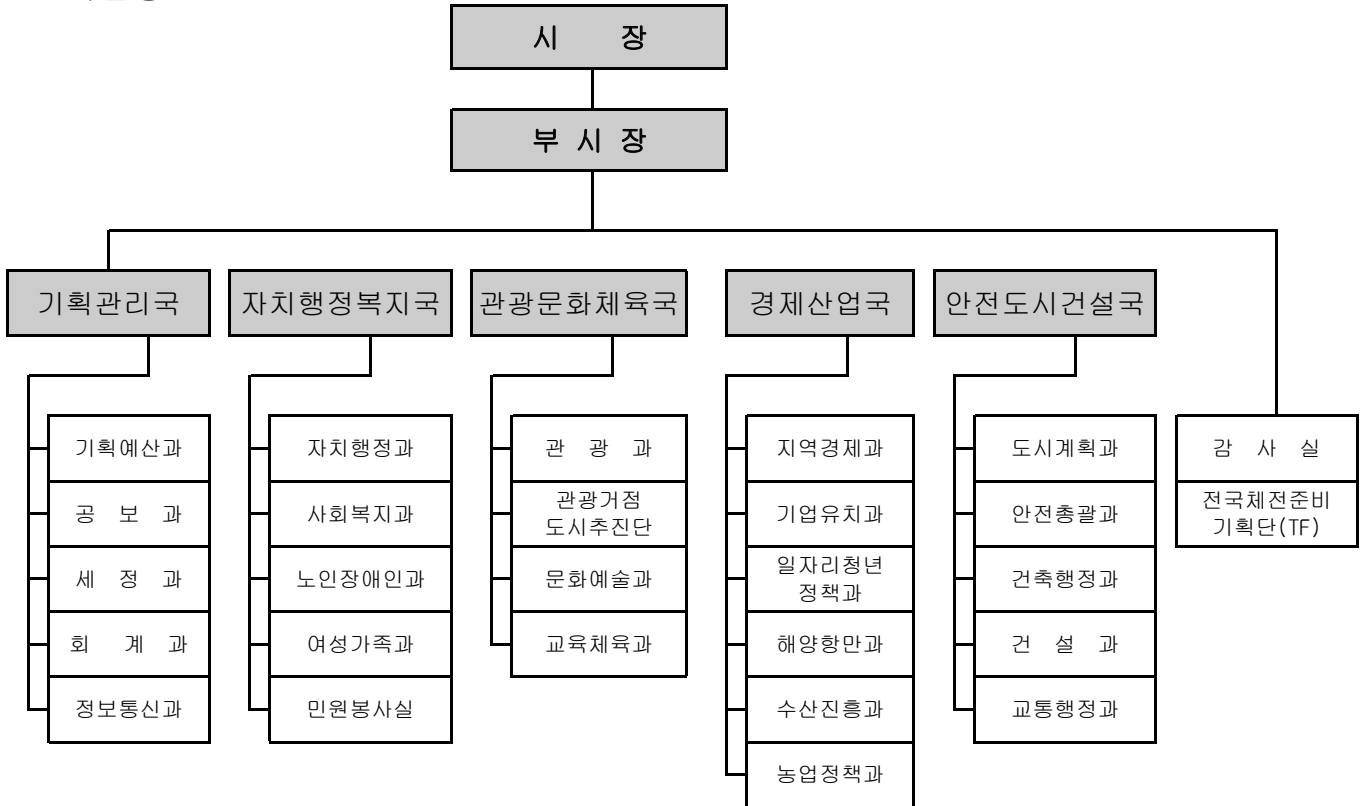 시 장
부 시 장
기획관리국
자치행정복지국
관광문화체육국
경제산업국
안전도시건설국
기획예산과
공 보 과
세 정 과
회 계 과
정보통신과
자치행정과
사회복지과
노인장애인과
여성가족과
민원봉사실
관 광 과
관광거점
도시추진단
문화예술과
교육체육과
지역경제과
기업유치과
일자리청년
정책과
해양항만과
수산진흥과
농업정책과
도시계획과
안전총괄과
건축행정과
건 설 과
교통행정과
감 사 실
전국체전준비
기획단(TF)